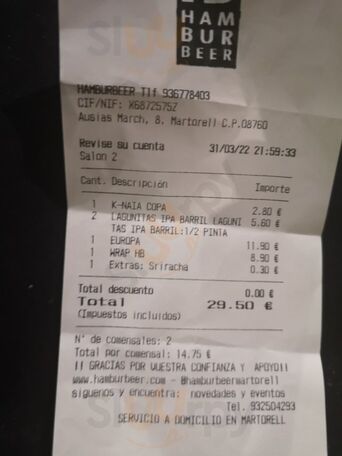 HAM
BUR
BEER
HAMBURBEER Tlf 936778403
CIF/NIF: X6872575Z
Ausias March, 8. Martorell C.P.08760
Revise su cuenta 31/03/22 21:59:33
Salon 2
Cant. Descripción Importe
1 K-NAIA COPA 2.80 €
2 LAGUNITAS IPA BARRIL LAGUNI 5.60 €
TAS IPA BARRIL:1/2 PINTA
1 EUROPA 11.90 €
1 WRAP HB 8.90 €
1 Extras: Sriracha 0.30 €
Total descuento 0.00 €
Total 29.50 €
(Impuestos incluidos)
N° de comensales: 2
Total por comensal: 14.75 €
!! GRACIAS POR VUESTRA CONFIANZA Y APOYO!!
www.hamburbeer.com - @hamburbeermartorell
siguenos y encuentra: novedades y eventos
Tel. 932504293
SERVICIO A DOMICILIO EN MARTORELL